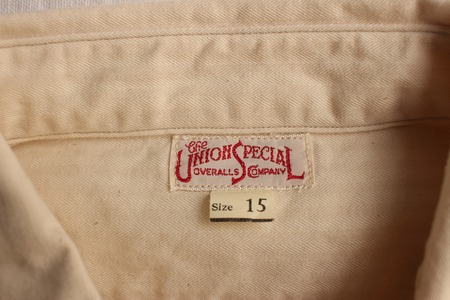 The
UNION SPECIAL
OVERALLS COMPANY
Size 15